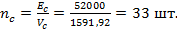 n_c = E_c / V_c = 52000 / 1591,92 = 33 шт.